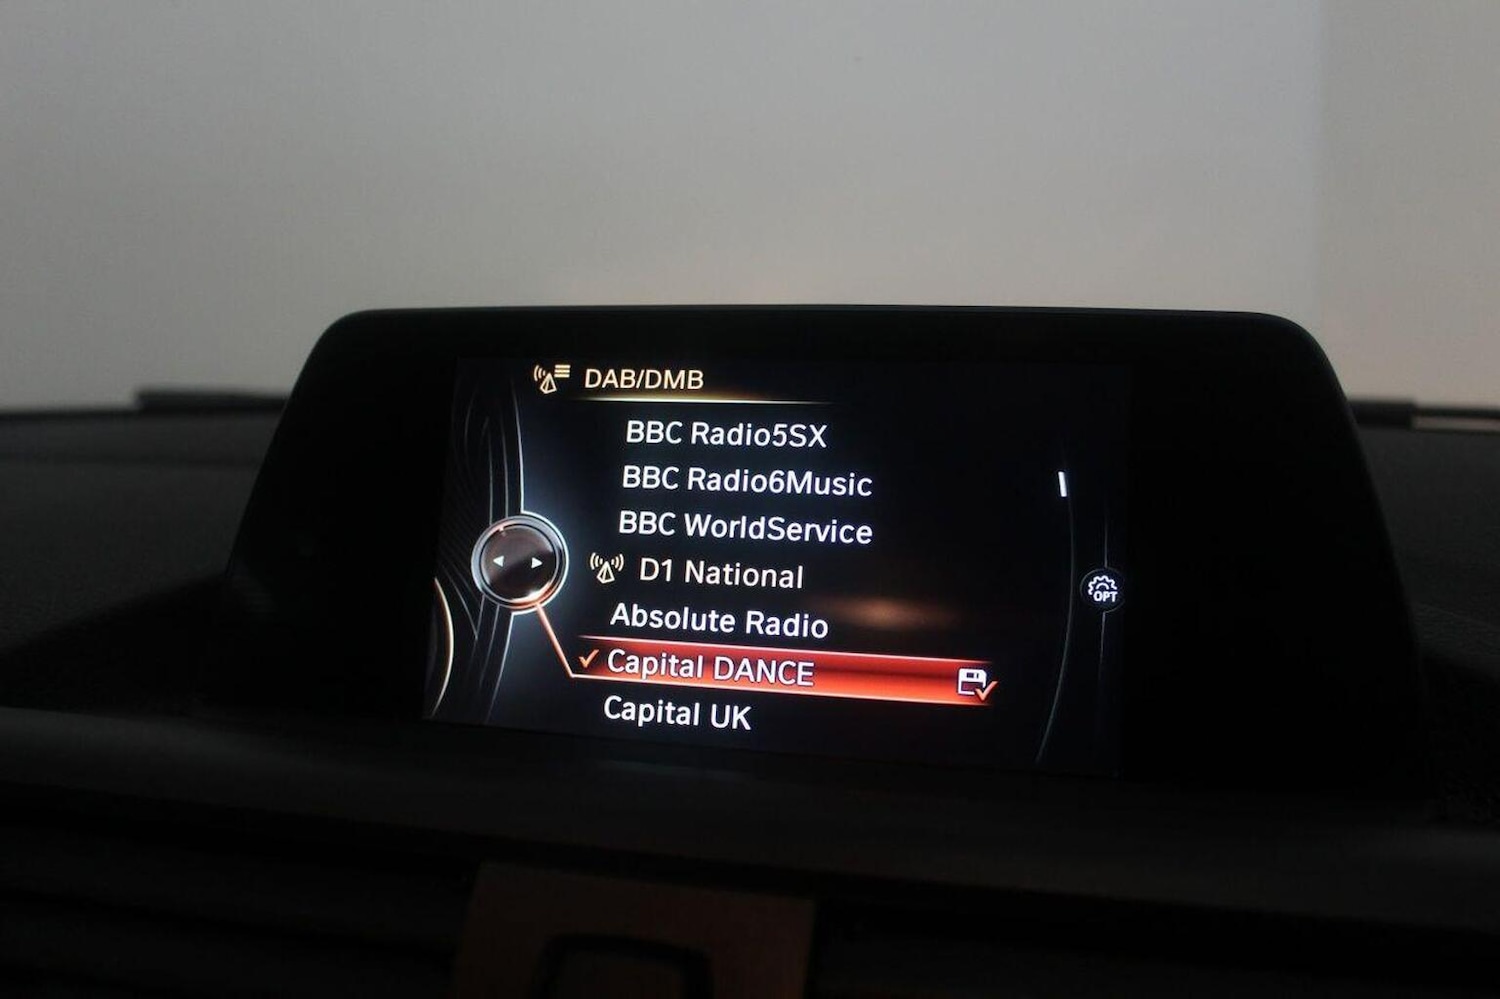 DAB/DMB
BBC Radio5SX
BBC Radio6Music
BBC WorldService
D1 National
Absolute Radio
Capital DANCE
Capital UK
OPT